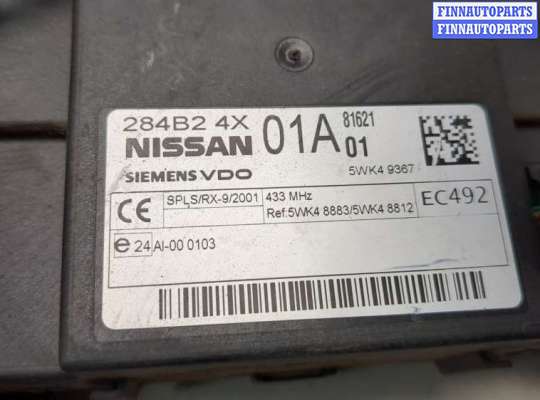 FINNAUTOPARTS
FINNAUTOPARTS
284B2 4X 01A 81621
NISSAN 01
SIEMENS VDO 5WK4 9367
CE SPLS/RX-9/2001 433 MHz EC492
Ref.5WK4 8883/5WK4 8812
e 24 AI-00 0103